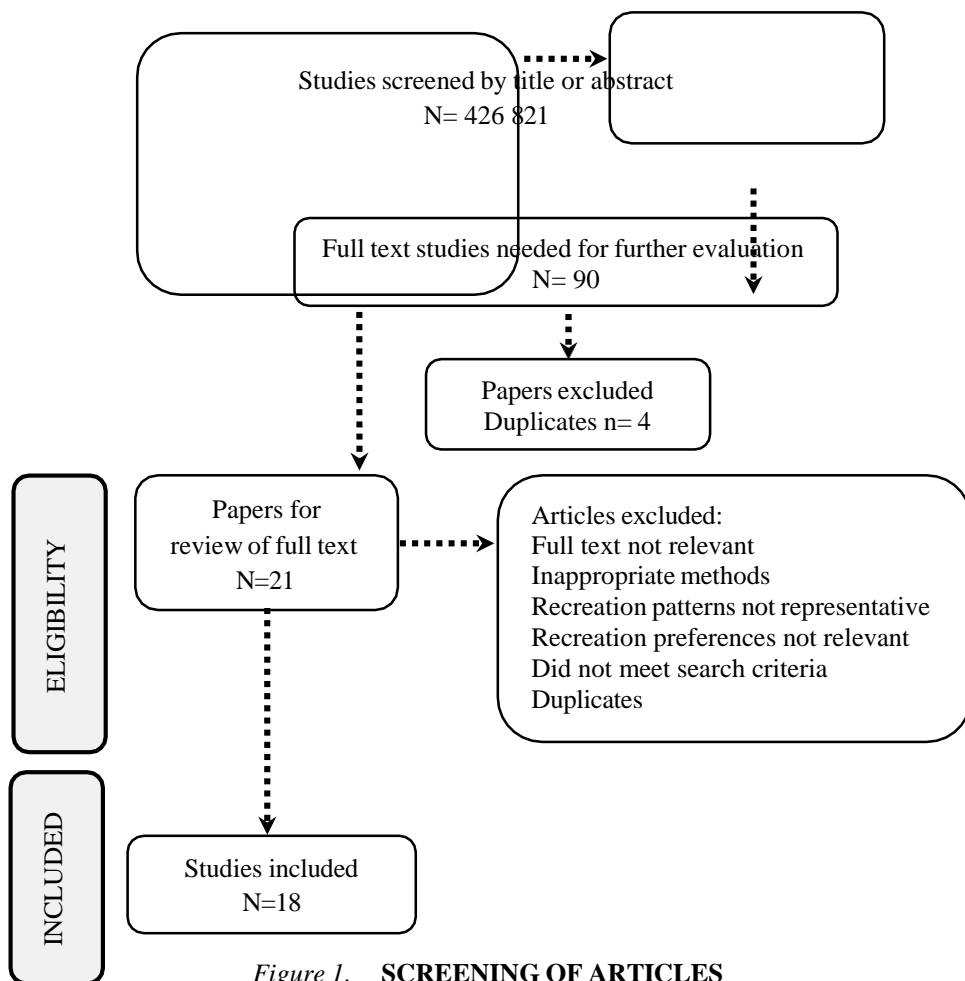 Studies screened by title or abstract
N= 426 821
Full text studies needed for further evaluation
N= 90
Papers excluded
Duplicates n= 4
ELIGIBILITY
Papers for
review of full text
N=21
Articles excluded:
Full text not relevant
Inappropriate methods
Recreation patterns not representative
Recreation preferences not relevant
Did not meet search criteria
Duplicates
INCLUDED
Studies included
N=18
Figure 1. SCREENING OF ARTICLES